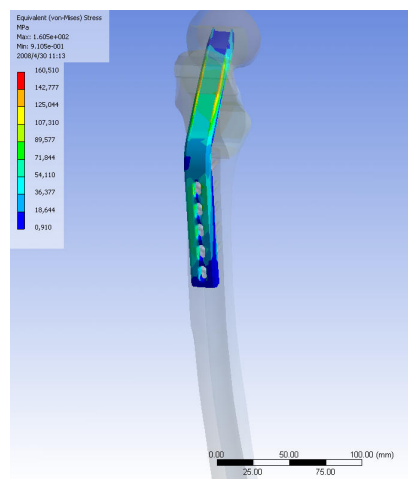 Equivalent (von-Mises) Stress
MPa
Max: 1.605e+002
Min: 9.105e-001
2008/4/30 11:13
160,510
142,777
125,044
107,310
89,577
71,844
54,110
36,377
18,644
0,910
0.00 50.00 100.00 (mm)
25.00 75.00